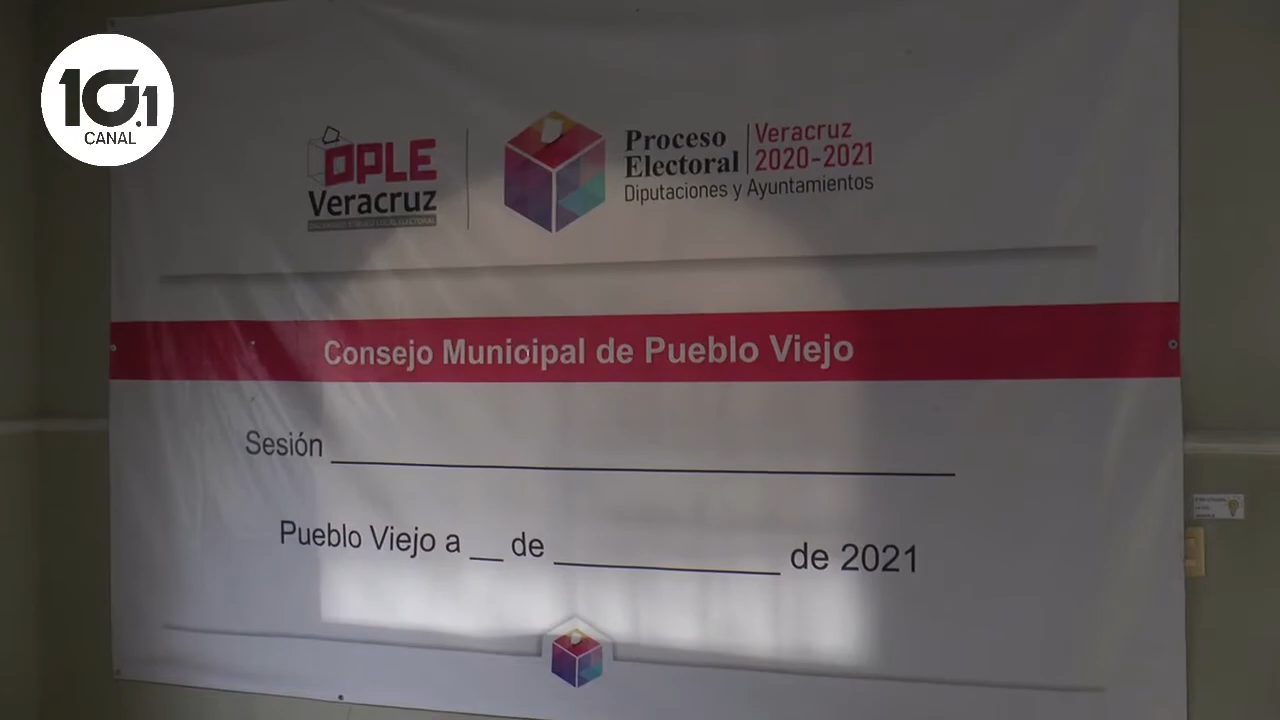 10.1
CANAL
OPLE
Veracruz
Proceso
Electoral
Veracruz
2020-2021
Diputaciones y Ayuntamientos
Consejo Municipal de Pueblo Viejo
Sesión
Pueblo Viejo a __ de __________ de 2021